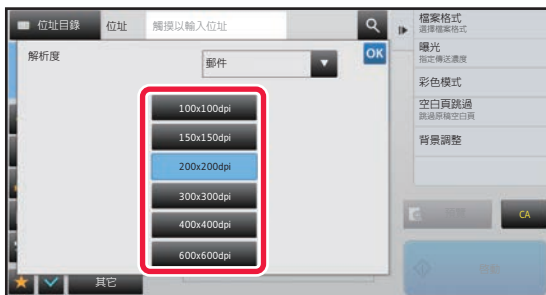 位址目錄 位址 觸摸以輸入位址
解析度 郵件 OK
100x100dpi
150x150dpi
200x200dpi
300x300dpi
400x400dpi
600x600dpi
其它
檔案格式
選擇檔案格式
曝光
指定傳送濃度
彩色模式
空白頁跳過
跳過原稿空白頁
背景調整
CA